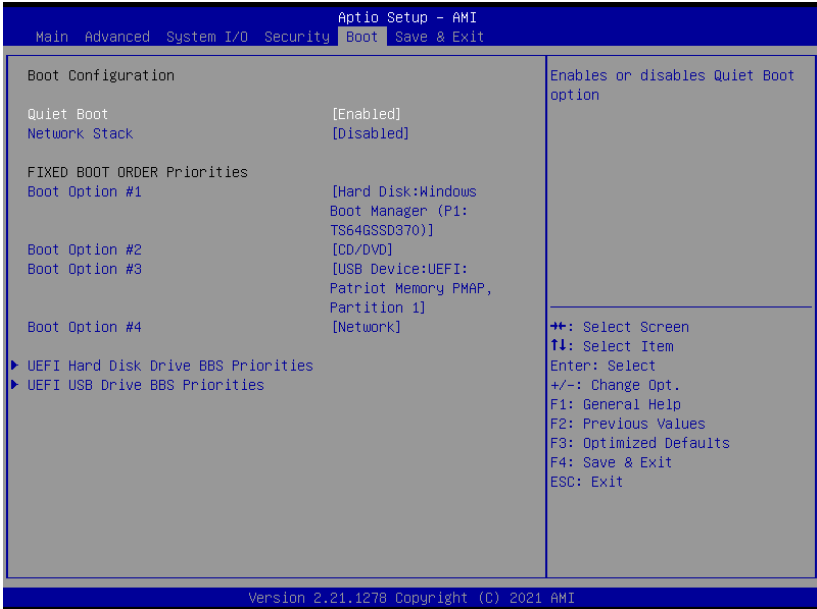 Aptio Setup – AMI
Main Advanced System I/O Security Boot Save & Exit
Boot Configuration
Quiet Boot [Enabled]
Network Stack [Disabled]
FIXED BOOT ORDER Priorities
Boot Option #1 [Hard Disk:Windows
Boot Manager (P1:
TS64GSSD370)]
Boot Option #2 [CD/DVD]
Boot Option #3 [USB Device:UEFI:
Patriot Memory PMAP,
Partition 1]
Boot Option #4 [Network]
UEFI Hard Disk Drive BBS Priorities
UEFI USB Drive BBS Priorities
Enables or disables Quiet Boot
option
→←: Select Screen
↑↓: Select Item
Enter: Select
+/-: Change Opt.
F1: General Help
F2: Previous Values
F3: Optimized Defaults
F4: Save & Exit
ESC: Exit
Version 2.21.1278 Copyright (C) 2021 AMI